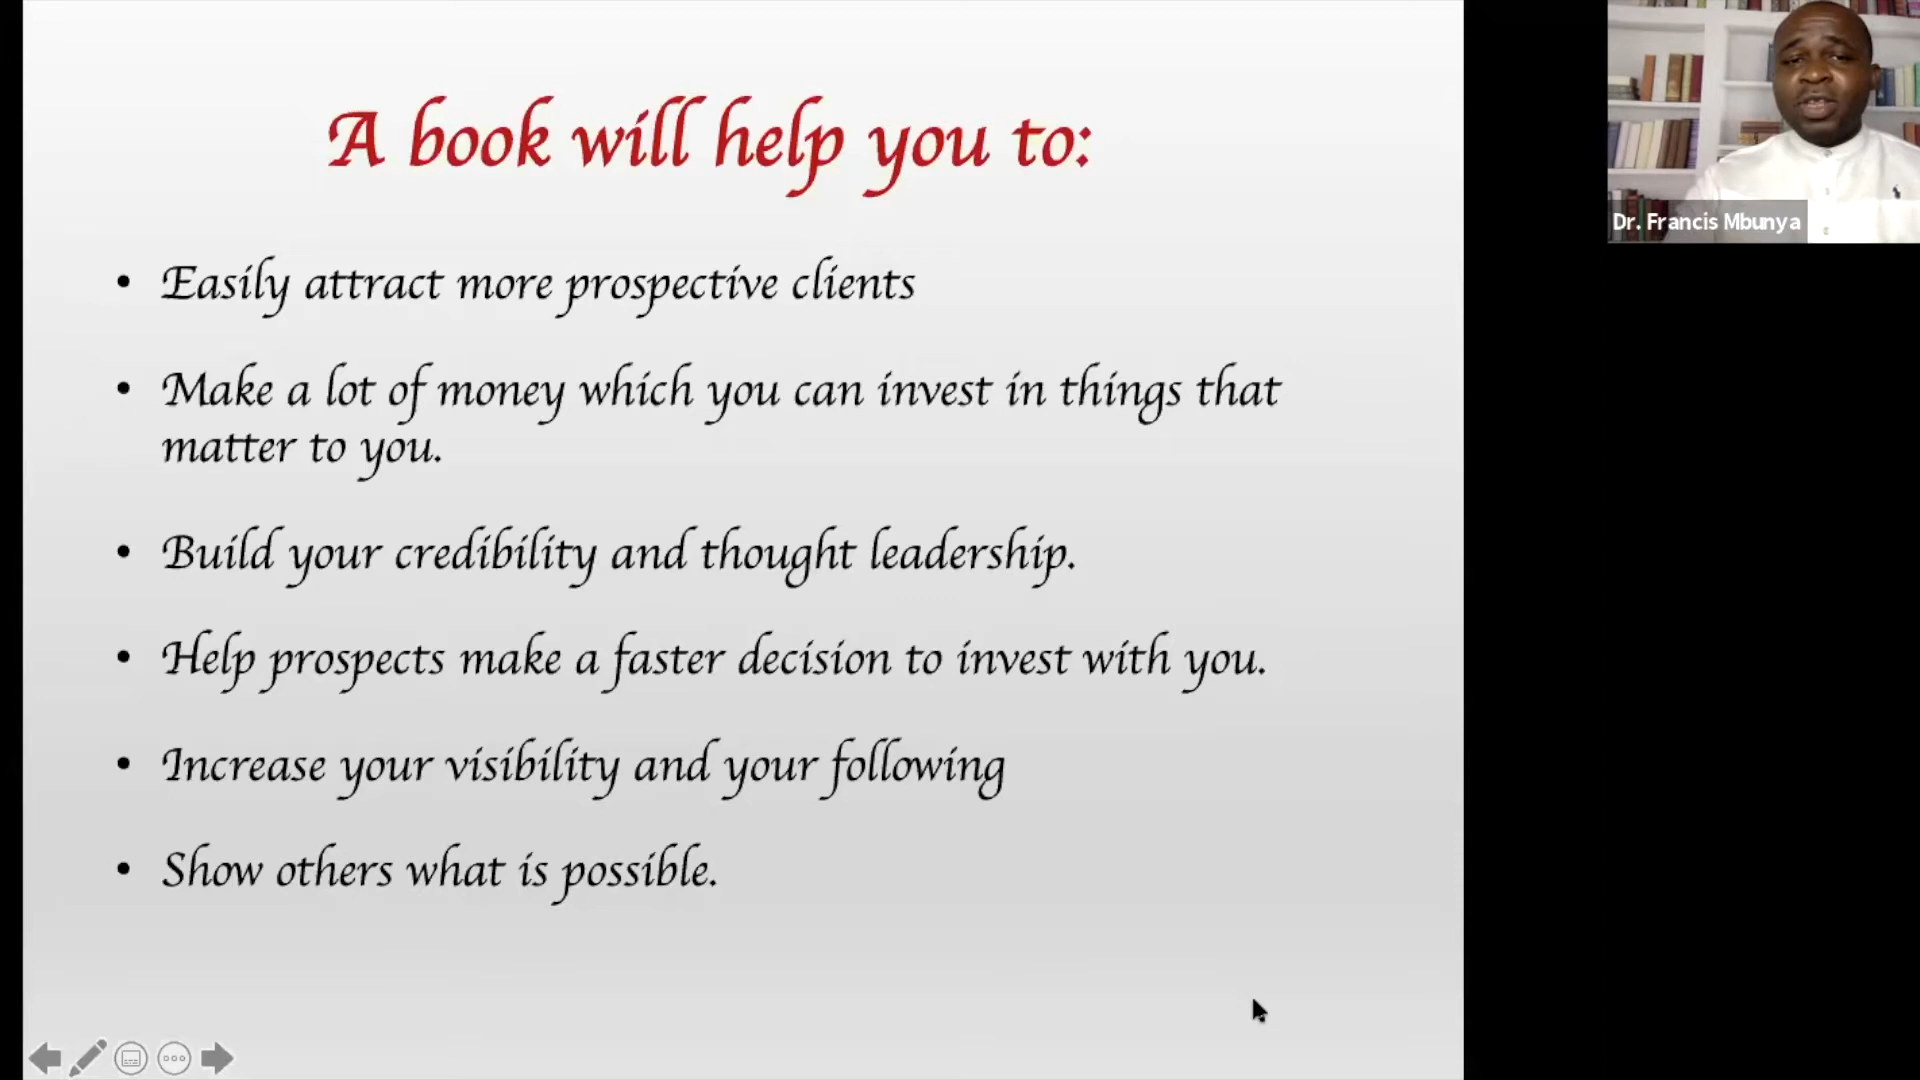 A book will help you to:
• Easily attract more prospective clients
• Make a lot of money which you can invest in things that
matter to you.
• Build your credibility and thought leadership.
• Help prospects make a faster decision to invest with you.
• Increase your visibility and your following
• Show others what is possible.
Dr. Francis Mbunya